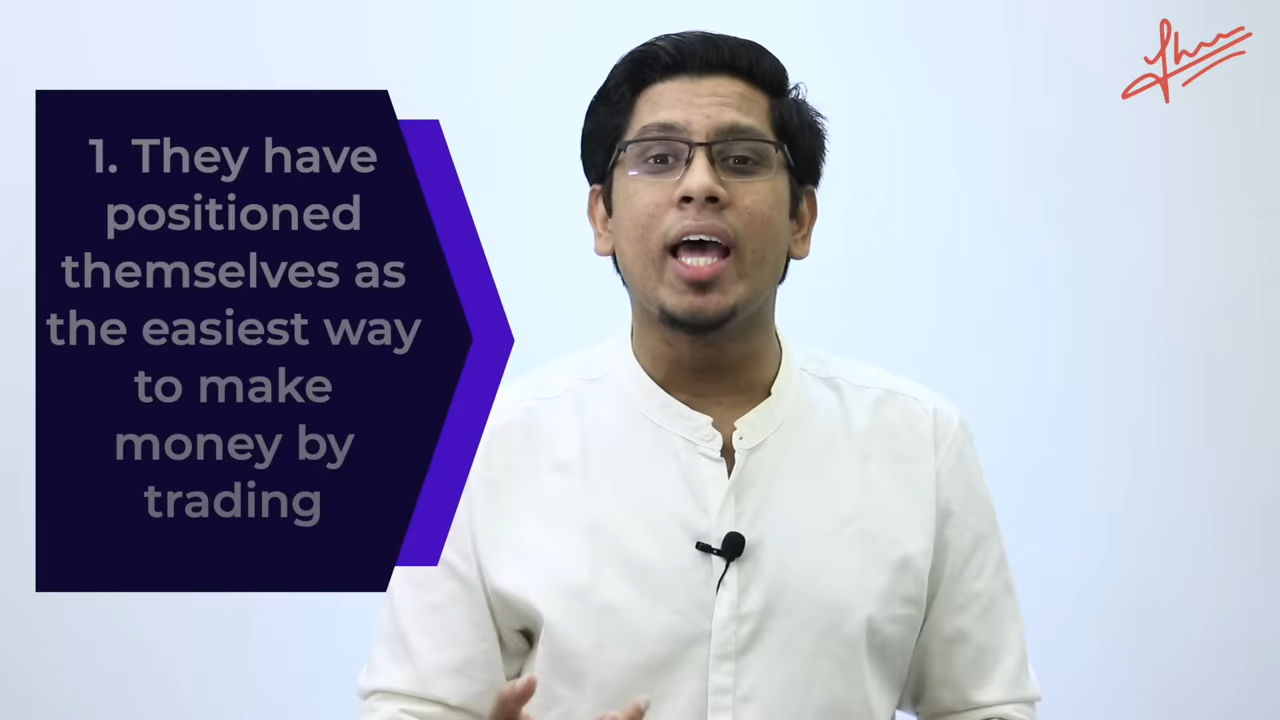 1. They have
positioned
themselves as
the easiest way
to make
money by
trading